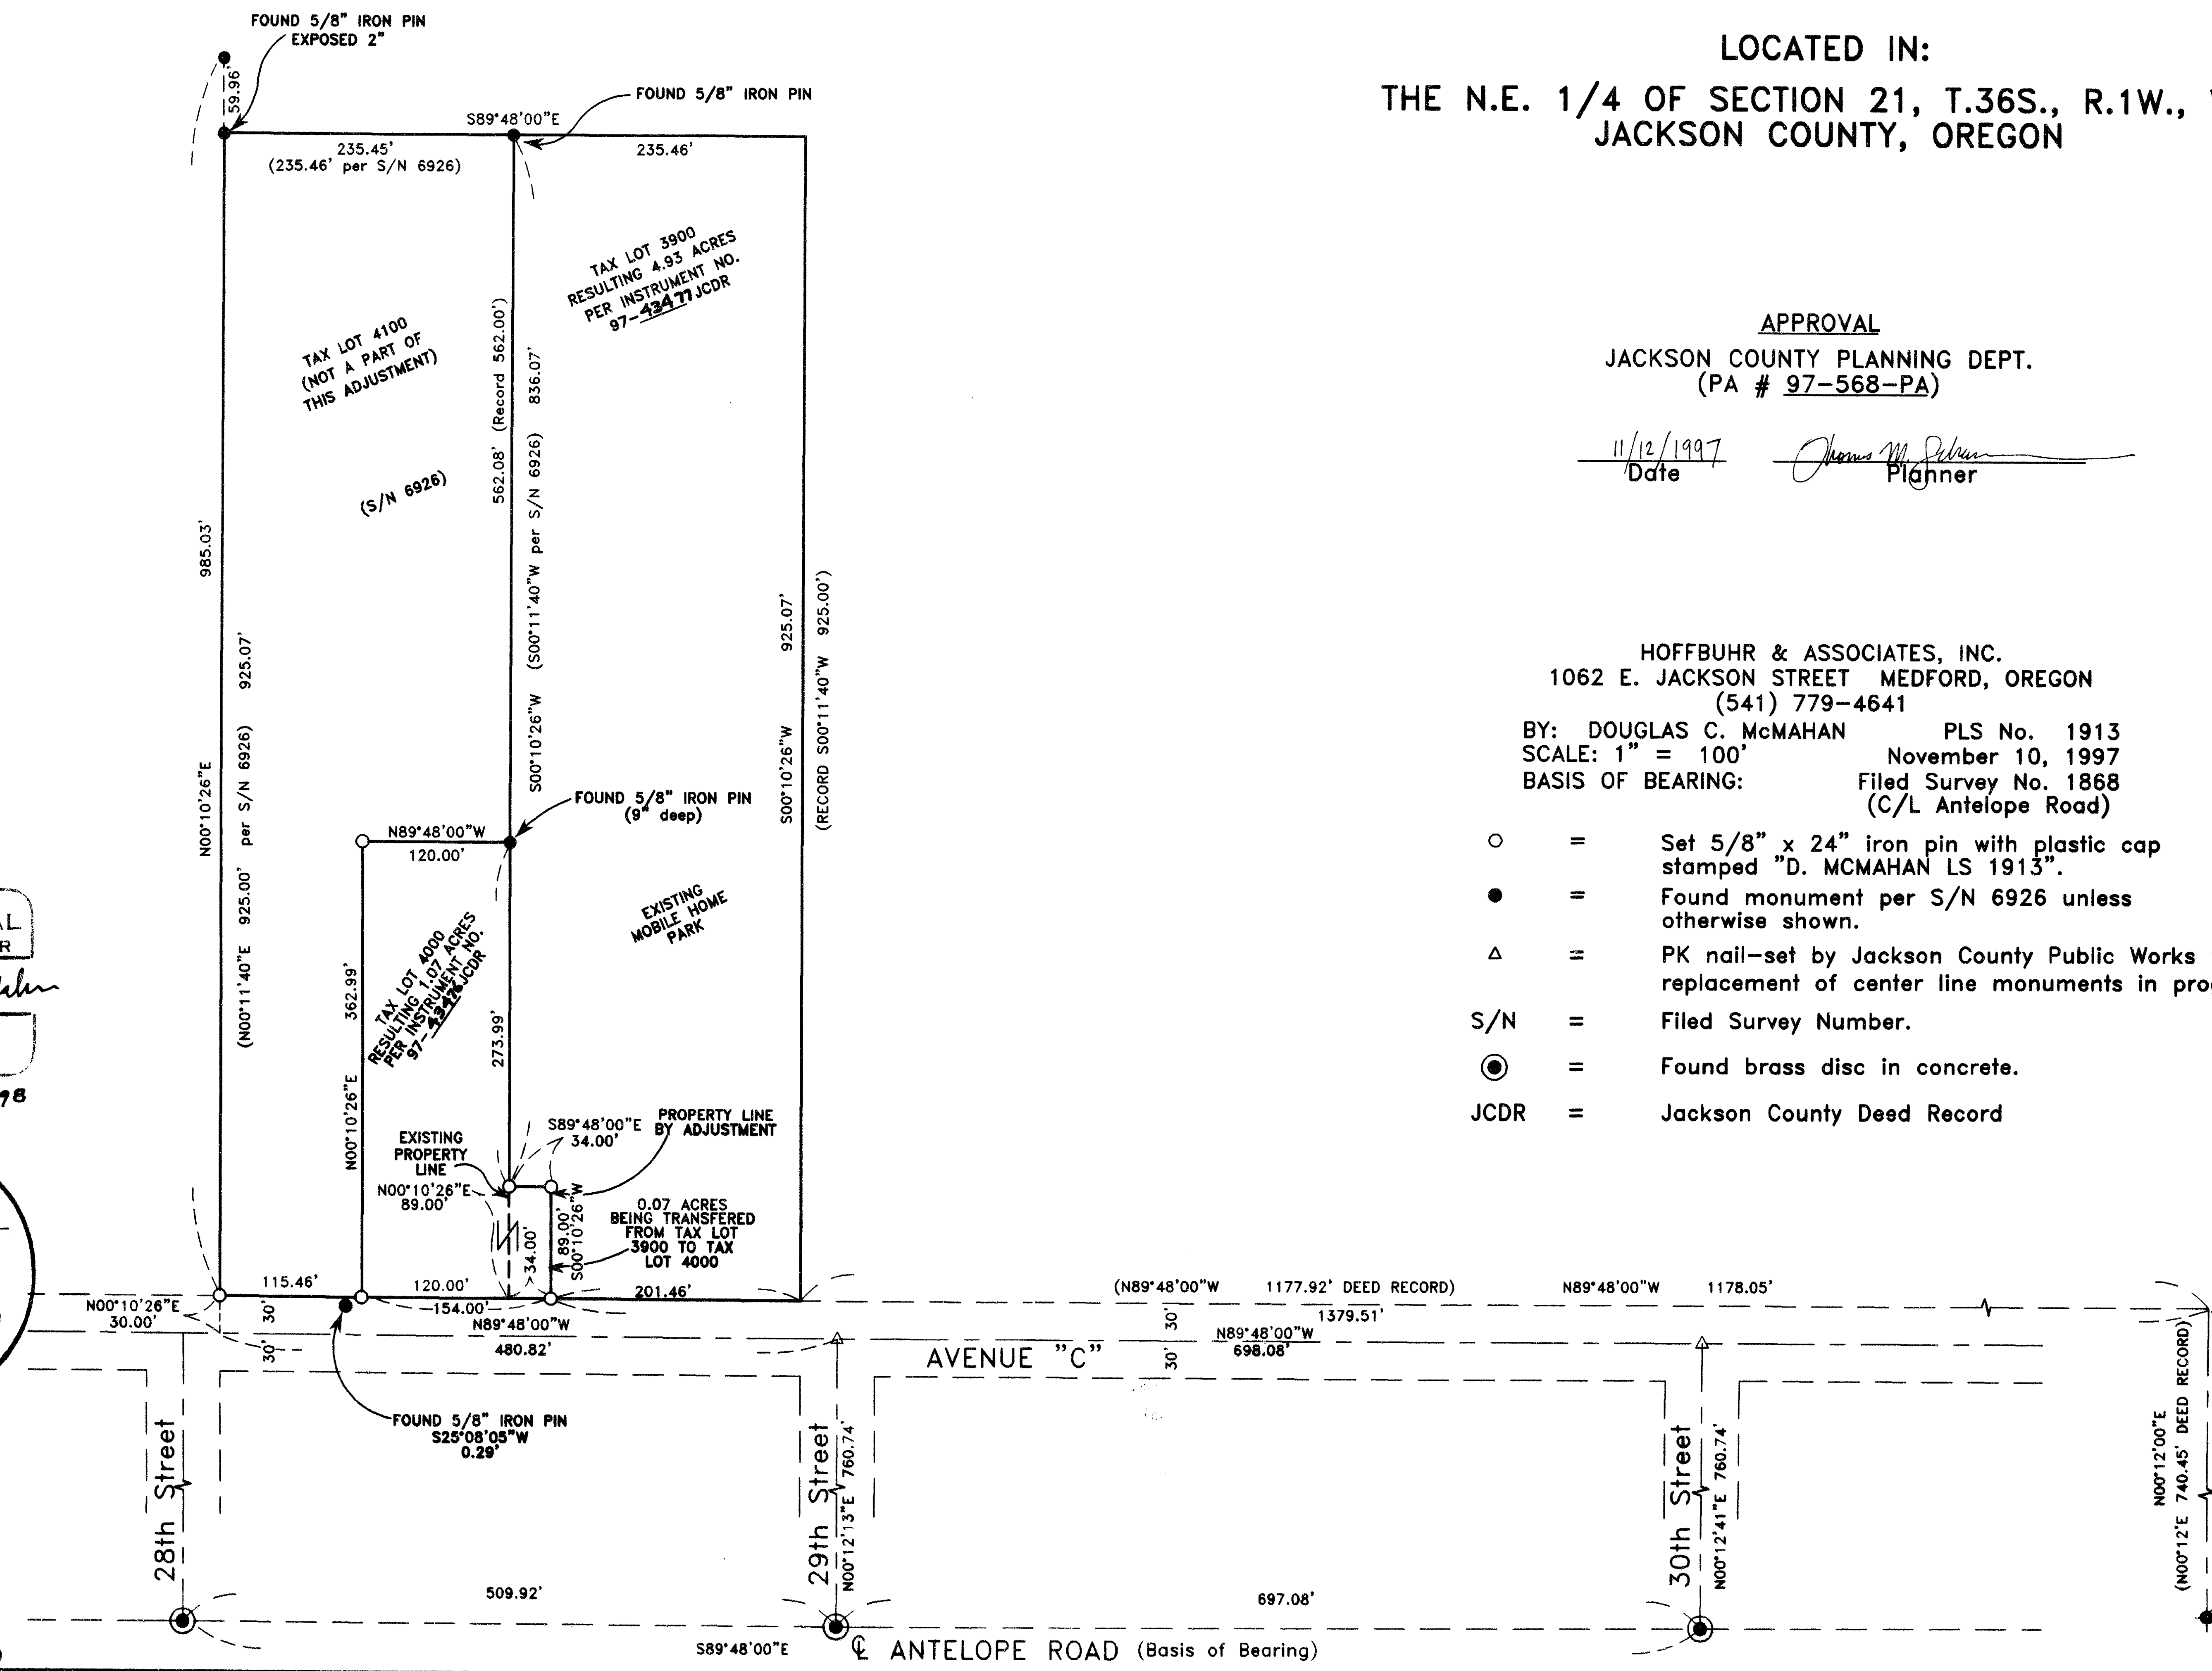 FOUND 5/8" IRON PIN
EXPOSED 2"
59.96'
S89°48'00"E
FOUND 5/8" IRON PIN
235.45'
(235.46' per S/N 6926)
235.46'
LOCATED IN:
THE N.E. 1/4 OF SECTION 21, T.36S., R.1W.,
JACKSON COUNTY, OREGON
TAX LOT 3900
RESULTING 4.93 ACRES
PER INSTRUMENT NO.
97-43477 JCDR
TAX LOT 4100
(NOT A PART OF
THIS ADJUSTMENT)
(S/N 6926)
562.08' (Record 562.00')
S00°10'26"W (S00°11'40"W per S/N 6926) 836.07'
985.03'
N00°10'26"E
(N00°11'40"E 925.00' per S/N 6926) 925.07'
S00°10'26"W 925.07'
(RECORD S00°11'40"W 925.00')
APPROVAL
JACKSON COUNTY PLANNING DEPT.
(PA # 97-568-PA)
11/12/1997
Date
Planner
HOFFBUHR & ASSOCIATES, INC.
1062 E. JACKSON STREET MEDFORD, OREGON
(541) 779-4641
BY: DOUGLAS C. McMAHAN PLS No. 1913
SCALE: 1" = 100' November 10, 1997
BASIS OF BEARING: Filed Survey No. 1868
(C/L Antelope Road)
= Set 5/8" x 24" iron pin with plastic cap
stamped "D. MCMAHAN LS 1913".
= Found monument per S/N 6926 unless
otherwise shown.
= PK nail-set by Jackson County Public Works
replacement of center line monuments in
S/N = Filed Survey Number.
= Found brass disc in concrete.
JCDR = Jackson County Deed Record
FOUND 5/8" IRON PIN
(9" deep)
N89°48'00"W
120.00'
EXISTING
MOBILE HOME
PARK
TAX LOT 4000
RESULTING 1.07 ACRES
PER INSTRUMENT NO.
97-43476 JCDR
362.99'
N00°10'26"E
273.99'
S89°48'00"E
34.00'
PROPERTY LINE
BY ADJUSTMENT
EXISTING
PROPERTY
LINE
N00°10'26"E
89.00'
34.00'
89.00'
S00°10'26"W
0.07 ACRES
BEING TRANSFERED
FROM TAX LOT
3900 TO TAX
LOT 4000
98
115.46'
120.00'
154.00'
N89°48'00"W
201.46'
N00°10'26"E
30.00'
30'
30'
480.82'
(N89°48'00"W 1177.92' DEED RECORD) N89°48'00"W 1178.05'
1379.51'
30'
30'
N89°48'00"W
698.08'
AVENUE "C"
FOUND 5/8" IRON PIN
S25°08'05"W
0.29'
28th Street
29th Street
N00°12'13"E 760.74'
30th Street
N00°12'41"E 760.74'
N00°12'00"E
(N00°12'E 740.45' DEED RECORD)
509.92'
697.08'
S89°48'00"E
℄ ANTELOPE ROAD (Basis of Bearing)